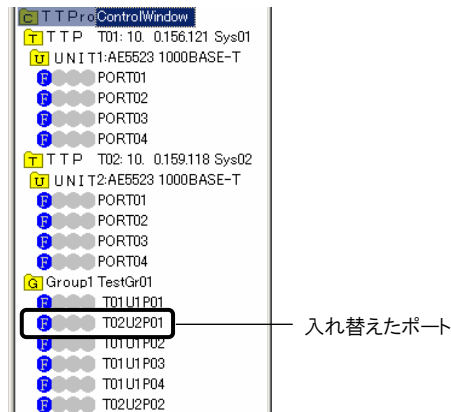 C TTPro ControlWindow
T TTP T01: 10. 0.156.121 Sys01
U UNIT1:AE5523 1000BASE-T
F PORT01
F PORT02
F PORT03
F PORT04
T TTP T02: 10. 0.159.118 Sys02
U UNIT2:AE5523 1000BASE-T
F PORT01
F PORT02
F PORT03
F PORT04
G Group1 TestGr01
F T01U1P01
F T02U2P01 入れ替えたポート
F T01U1P02
F T01U1P03
F T01U1P04
F T02U2P02